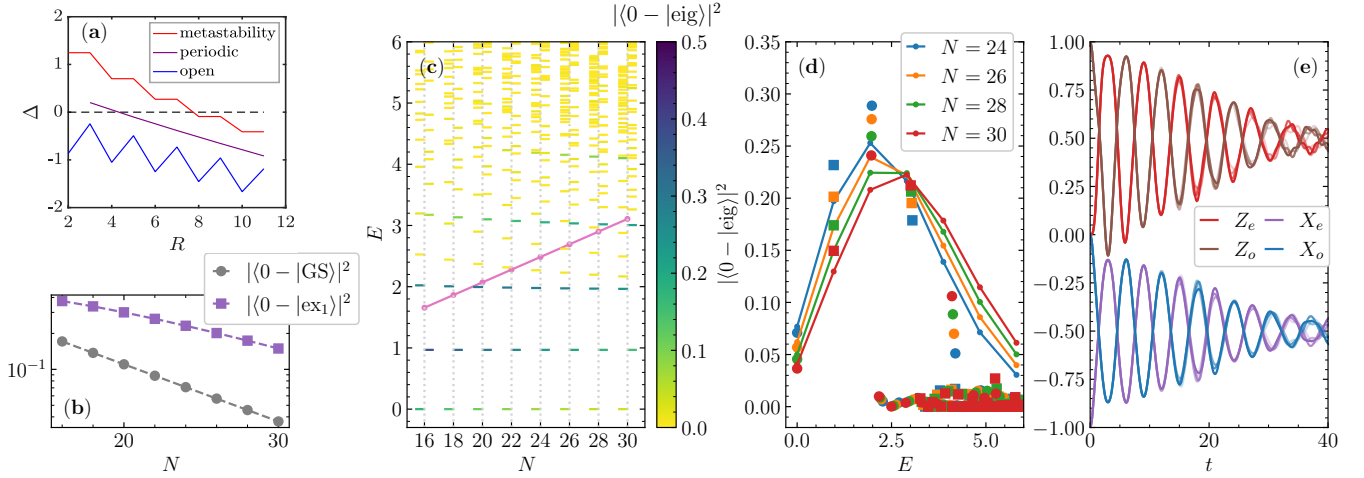 |⟨0 − |eig⟩|²
(a)
metastability
periodic
open
2
1
0
-1
-2
Δ
2 4 6 8 10 12
R
|⟨0 − |GS⟩|²
|⟨0 − |ex₁⟩|²
10⁻¹
(b)
20 30
N
(c)
6
5
4
3
2
1
0
E
16 18 20 22 24 26 28 30
N
0.5
0.4
0.3
0.2
0.1
0.0
(d)
N = 24
N = 26
N = 28
N = 30
0.35
0.30
0.25
0.20
0.15
0.10
0.05
0.00
|⟨0 − |eig⟩|²
0.0 2.5 5.0
E
(e)
1.00
0.75
0.50
0.25
0.00
−0.25
−0.50
−0.75
−1.00
Zₑ Xₑ
Zₒ Xₒ
0 20 40
t